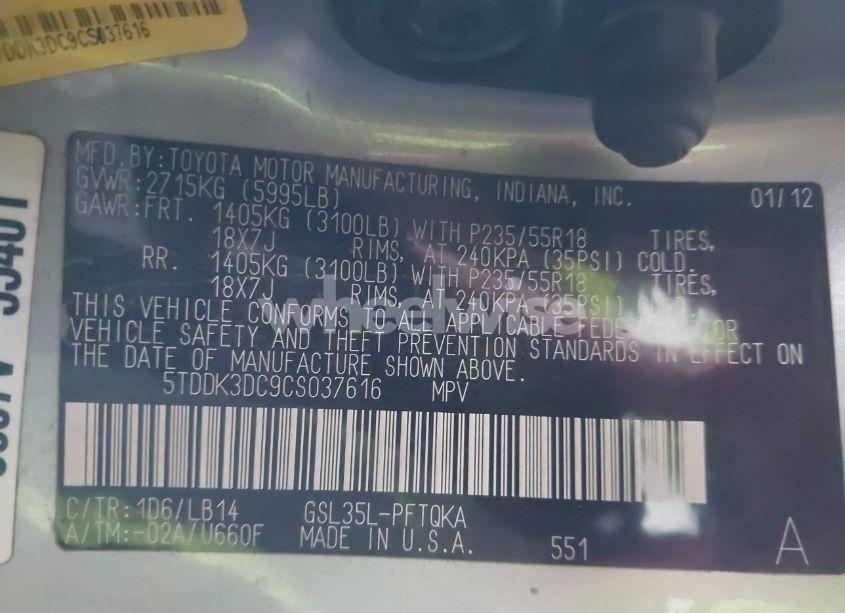 DDK3DC9CS037616
MFD.BY:TOYOTA MOTOR MANUFACTURING, INDIANA, INC. 01/12
GVWR:2715KG (5995LB)
GAWR:FRT. 1405KG (3100LB) WITH P235/55R18 TIRES,
18X7J RIMS, AT 240KPA (35PSI) COLD.
RR. 1405KG (3100LB) WITH P235/55R18 TIRES,
18X7J RIMS, AT 240KPA (35PSI) COLD.
THIS VEHICLE CONFORMS TO ALL APPLICABLE FEDERAL MOTOR
VEHICLE SAFETY AND THEFT PREVENTION STANDARDS IN EFFECT ON
THE DATE OF MANUFACTURE SHOWN ABOVE.
5TDDK3DC9CS037616 MPV
C/TR:1D6/LB14 GSL35L-PFTQKA
A/TM:-02A/U660F MADE IN U.S.A. 551 A